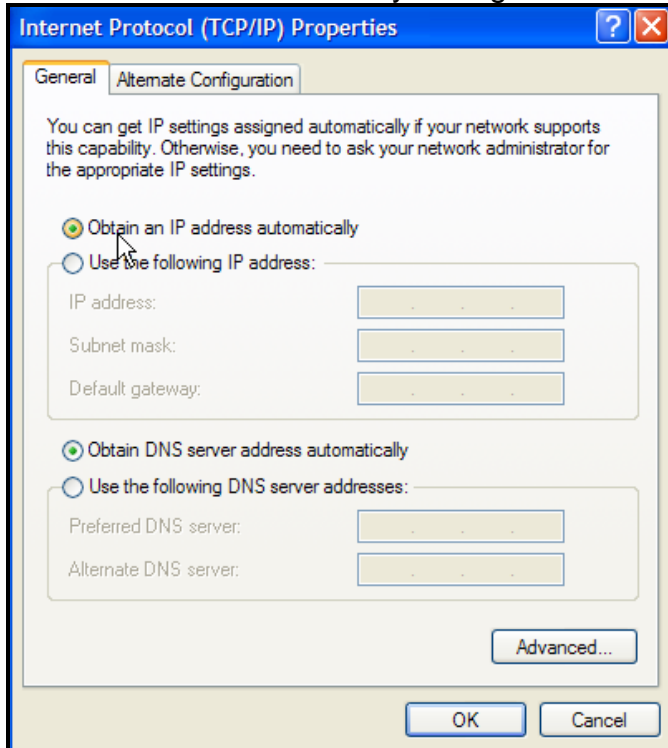 Internet Protocol (TCP/IP) Properties
General
Alternate Configuration
You can get IP settings assigned automatically if your network supports
this capability. Otherwise, you need to ask your network administrator for
the appropriate IP settings.
Obtain an IP address automatically
Use the following IP address:
IP address:
Subnet mask:
Default gateway:
Obtain DNS server address automatically
Use the following DNS server addresses:
Preferred DNS server:
Alternate DNS server:
Advanced...
OK
Cancel